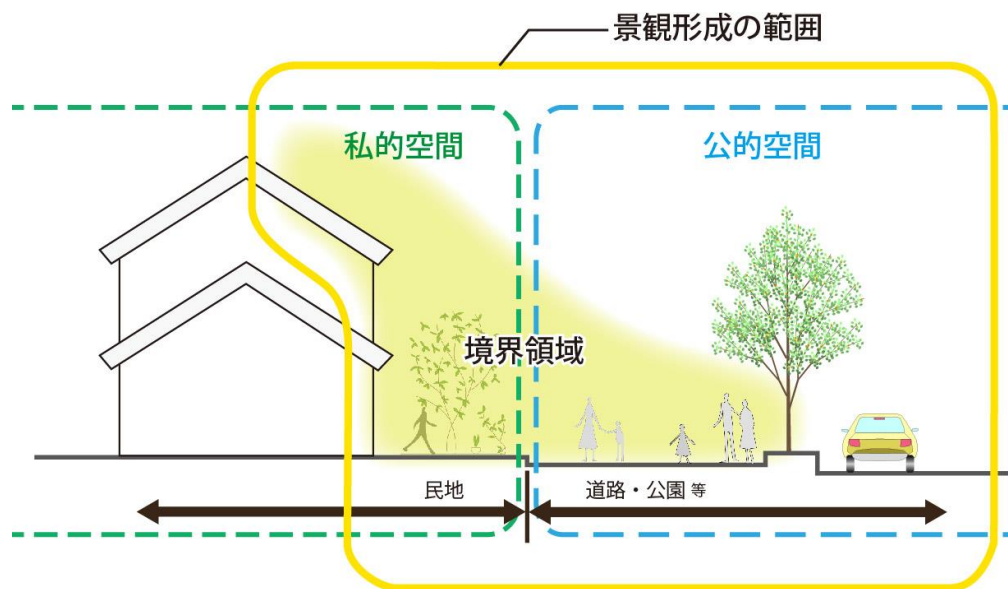 景観形成の範囲
私的空間
公的空間
境界領域
民地
道路・公園 等